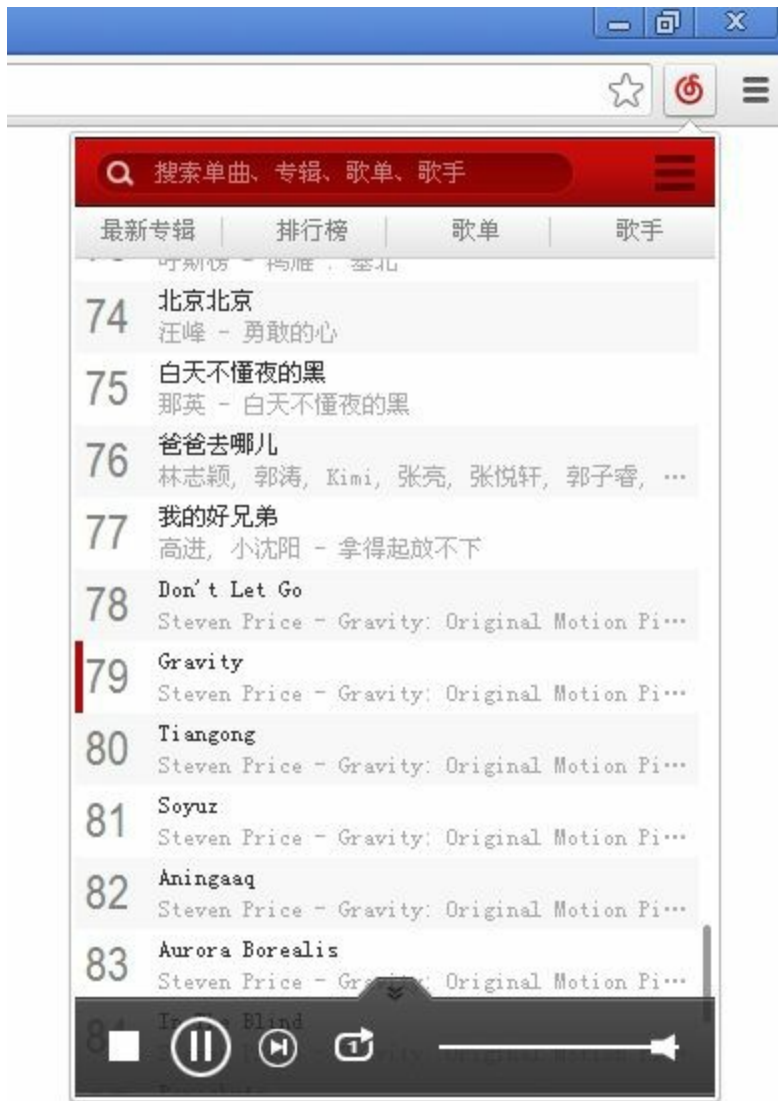 搜索单曲、专辑、歌单、歌手
最新专辑 排行榜 歌单 歌手
74 北京北京
汪峰 - 勇敢的心
75 白天不懂夜的黑
那英 - 白天不懂夜的黑
76 爸爸去哪儿
林志颖, 郭涛, Kimi, 张亮, 张悦轩, 郭子睿, ...
77 我的好兄弟
高进, 小沈阳 - 拿得起放不下
78 Don't Let Go
Steven Price - Gravity: Original Motion Pi...
79 Gravity
Steven Price - Gravity: Original Motion Pi...
80 Tiangong
Steven Price - Gravity: Original Motion Pi...
81 Soyuz
Steven Price - Gravity: Original Motion Pi...
82 Aningaaq
Steven Price - Gravity: Original Motion Pi...
83 Aurora Borealis
Steven Price - Gravity: Original Motion Pi...
84 In The Blind
1